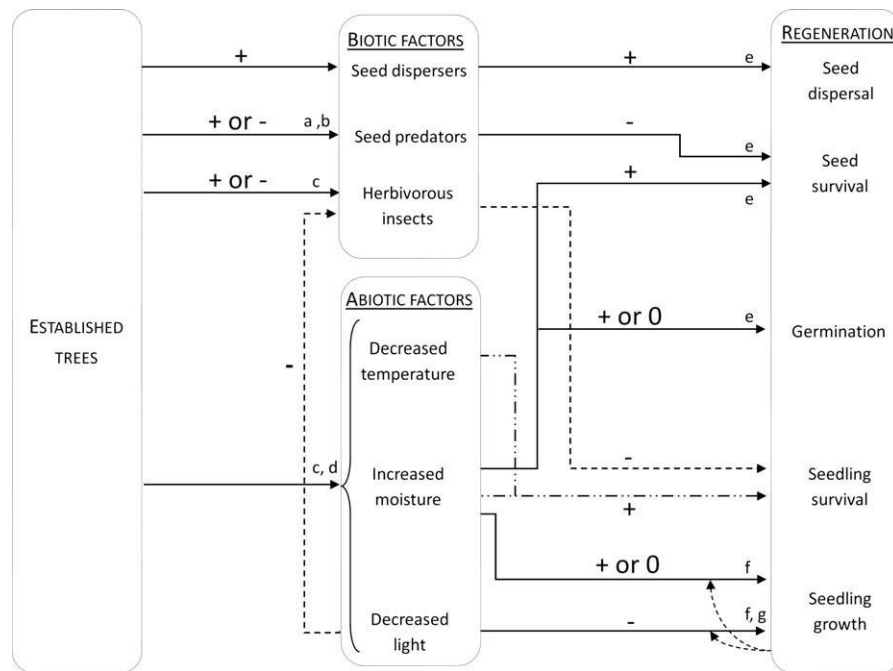 ESTABLISHED
TREES
+
+ or - a ,b
+ or - c
-
c, d
BIOTIC FACTORS
Seed dispersers
Seed predators
Herbivorous
insects
ABIOTIC FACTORS
Decreased
temperature
Increased
moisture
Decreased
light
+ e
- e
+
e
+ or 0 e
-
+
+ or 0 f
- f, g
REGENERATION
Seed
dispersal
Seed
survival
Germination
Seedling
survival
Seedling
growth